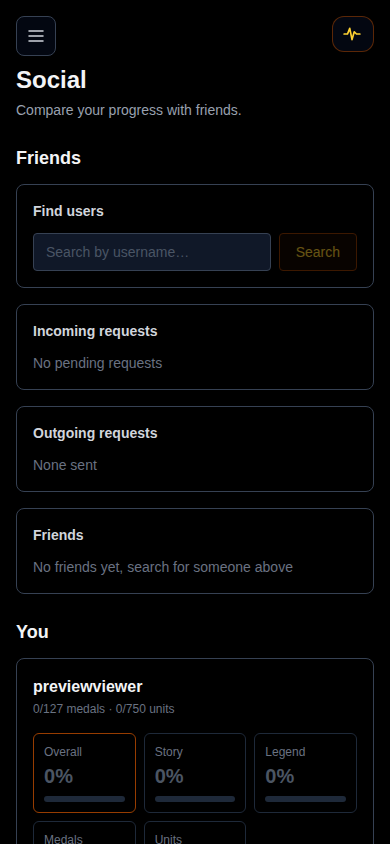 Social
Compare your progress with friends.
Friends
Find users
Search by username…
Search
Incoming requests
No pending requests
Outgoing requests
None sent
Friends
No friends yet, search for someone above
You
previewviewer
0/127 medals · 0/750 units
Overall
Story
Legend
0%
0%
0%
Medals
Units